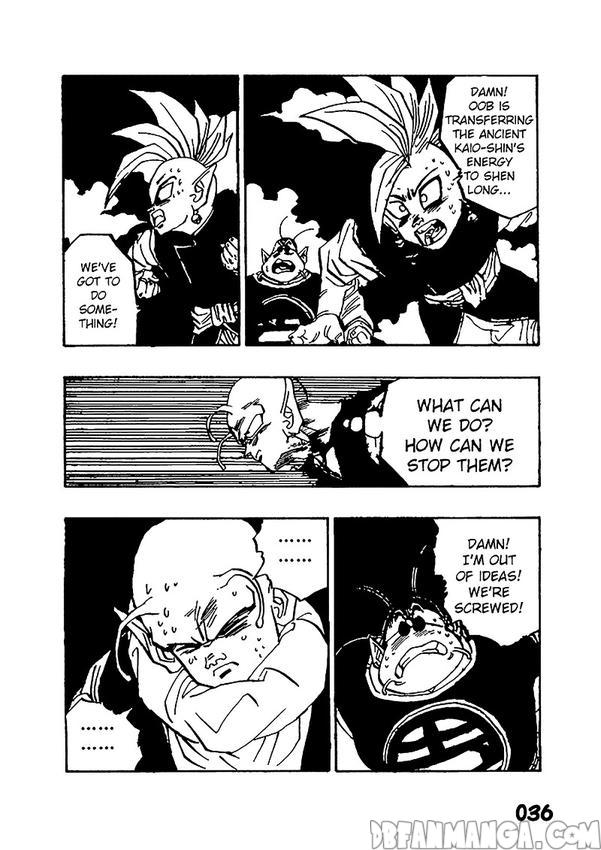 DAMN!
OOB IS
TRANSFERRING
THE ANCIENT
KAIO-SHIN'S
ENERGY
TO SHEN
LONG...
WE'VE
GOT TO
DO
SOME-
THING!
WHAT CAN
WE DO?
HOW CAN WE
STOP THEM?
DAMN!
I'M OUT
OF IDEAS!
WE'RE
SCREWED!
......
......
......
......
036
DBFANMANGA.COM